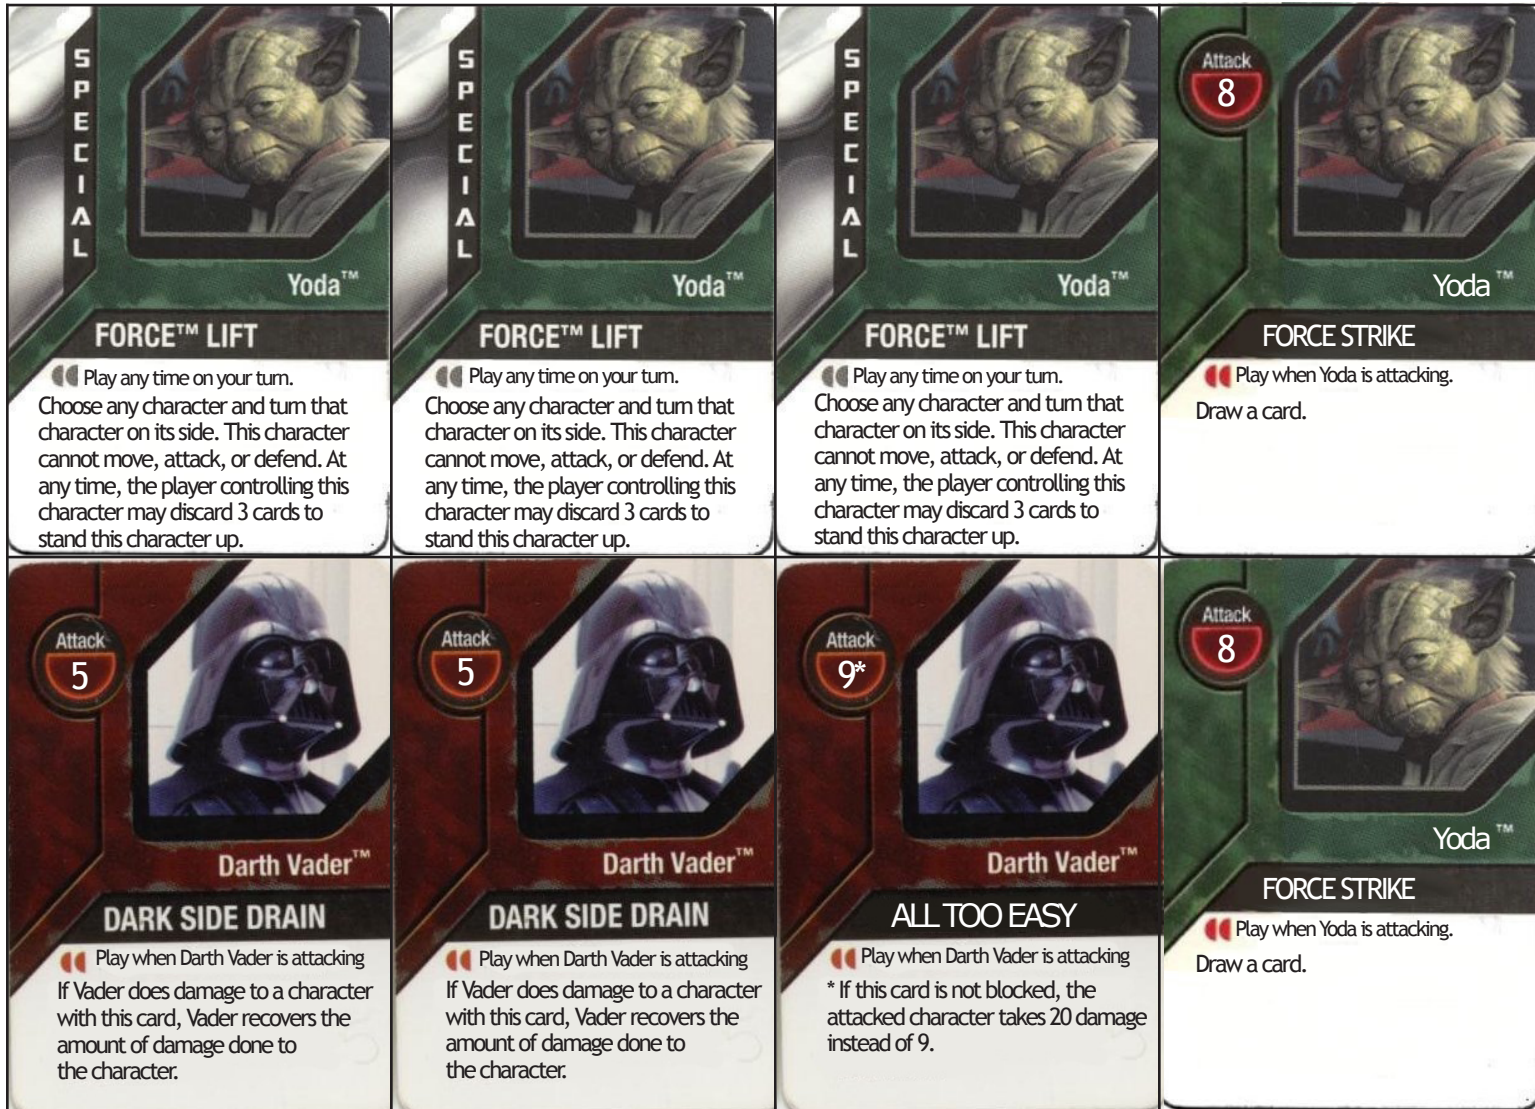 SPECIAL
Yoda™
FORCE™ LIFT
Play any time on your turn.
Choose any character and turn that
character on its side. This character
cannot move, attack, or defend. At
any time, the player controlling this
character may discard 3 cards to
stand this character up.
SPECIAL
Yoda™
FORCE™ LIFT
Play any time on your turn.
Choose any character and turn that
character on its side. This character
cannot move, attack, or defend. At
any time, the player controlling this
character may discard 3 cards to
stand this character up.
SPECIAL
Yoda™
FORCE™ LIFT
Play any time on your turn.
Choose any character and turn that
character on its side. This character
cannot move, attack, or defend. At
any time, the player controlling this
character may discard 3 cards to
stand this character up.
Attack
8
Yoda ™
FORCE STRIKE
Play when Yoda is attacking.
Draw a card.
Attack
5
Darth Vader™
DARK SIDE DRAIN
Play when Darth Vader is attacking
If Vader does damage to a character
with this card, Vader recovers the
amount of damage done to
the character.
Attack
5
Darth Vader™
DARK SIDE DRAIN
Play when Darth Vader is attacking
If Vader does damage to a character
with this card, Vader recovers the
amount of damage done to
the character.
Attack
9*
Darth Vader™
ALL TOO EASY
Play when Darth Vader is attacking
* If this card is not blocked, the
attacked character takes 20 damage
instead of 9.
Attack
8
Yoda ™
FORCE STRIKE
Play when Yoda is attacking.
Draw a card.